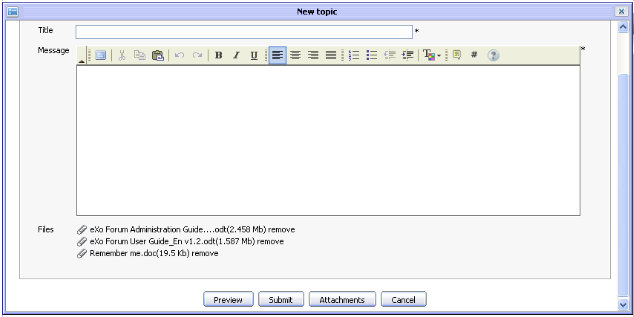 New topic
Title *
Message *
B I U
#
Files eXo Forum Administration Guide....odt(2.458 Mb) remove
eXo Forum User Guide_En v1.2.odt(1.587 Mb) remove
Remember me.doc(19.5 Kb) remove
Preview Submit Attachments Cancel